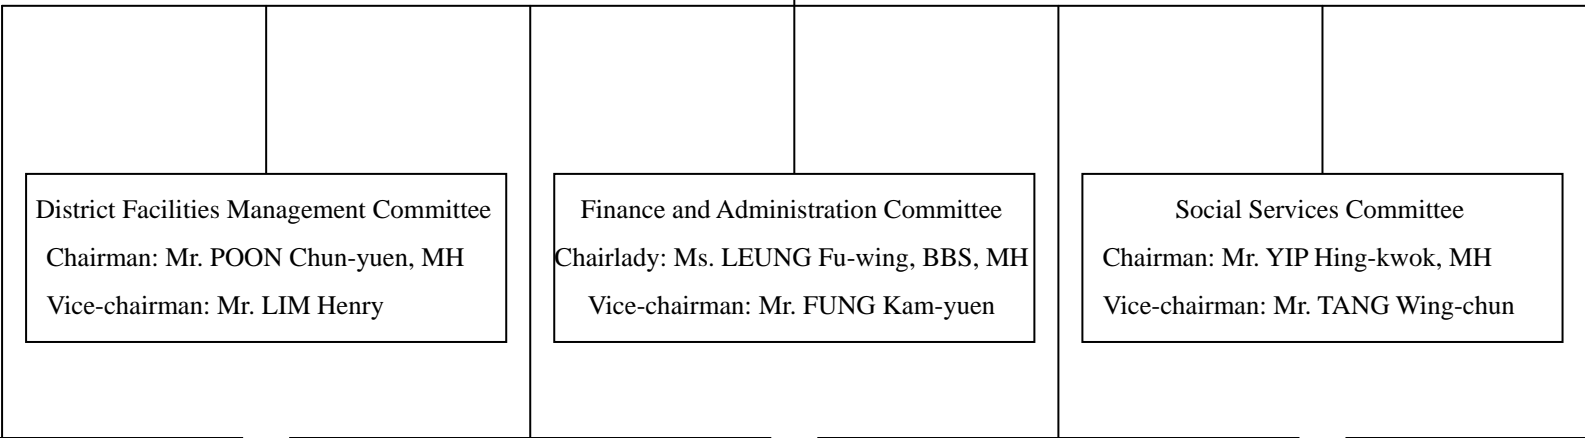 District Facilities Management Committee
Chairman: Mr. POON Chun-yuen, MH
Vice-chairman: Mr. LIM Henry
Finance and Administration Committee
Chairlady: Ms. LEUNG Fu-wing, BBS, MH
Vice-chairman: Mr. FUNG Kam-yuen
Social Services Committee
Chairman: Mr. YIP Hing-kwok, MH
Vice-chairman: Mr. TANG Wing-chun